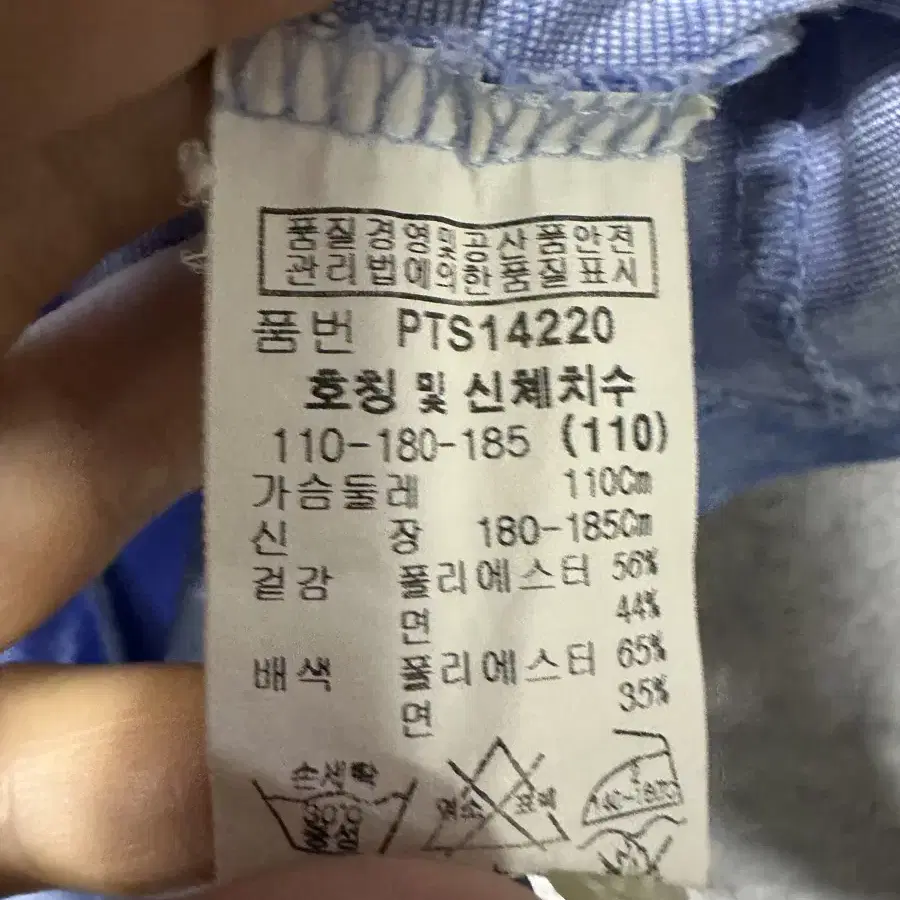 품질경영및공산품안전
관리법에의한품질표시
품번 PTS14220
호칭 및 신체치수
110-180-185 (110)
가슴둘레 110Cm
신 장 180-185Cm
겉감 폴리에스터 56%
면 44%
배색 폴리에스터 65%
면 35%
손세탁
30℃
중성
염소 표백